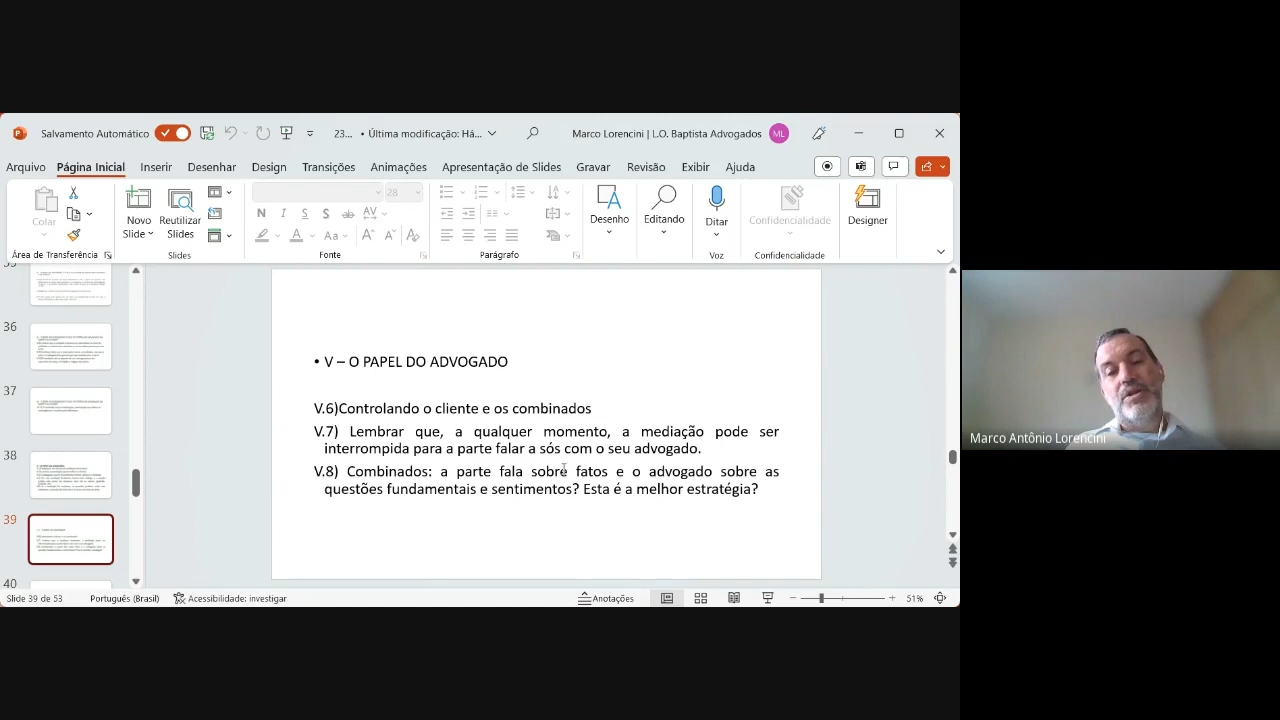 Salvamento Automático
23... • Última modificação: Há...
Marco Lorencini | L.O. Baptista Advogados
ML
Arquivo Página Inicial Inserir Desenhar Design Transições Animações Apresentação de Slides Gravar Revisão Exibir Ajuda
Colar
Novo Slide
Reutilizar Slides
28
N I S S ab AV
Aa A A A
Desenho
Editando
Ditar
Confidencialidade
Designer
Área de Transferência
Slides
Fonte
Parágrafo
Voz
Confidencialidade
36
37
38
39
40
• V – O PAPEL DO ADVOGADO
V.6)Controlando o cliente e os combinados
V.7) Lembrar que, a qualquer momento, a mediação pode ser
interrompida para a parte falar a sós com o seu advogado.
V.8) Combinados: a parte fala sobre fatos e o advogado sobre as
questões fundamentais e sentimentos? Esta é a melhor estratégia?
Marco Antônio Lorencini
Slide 39 de 53
Português (Brasil)
Acessibilidade: investigar
Anotações
51%